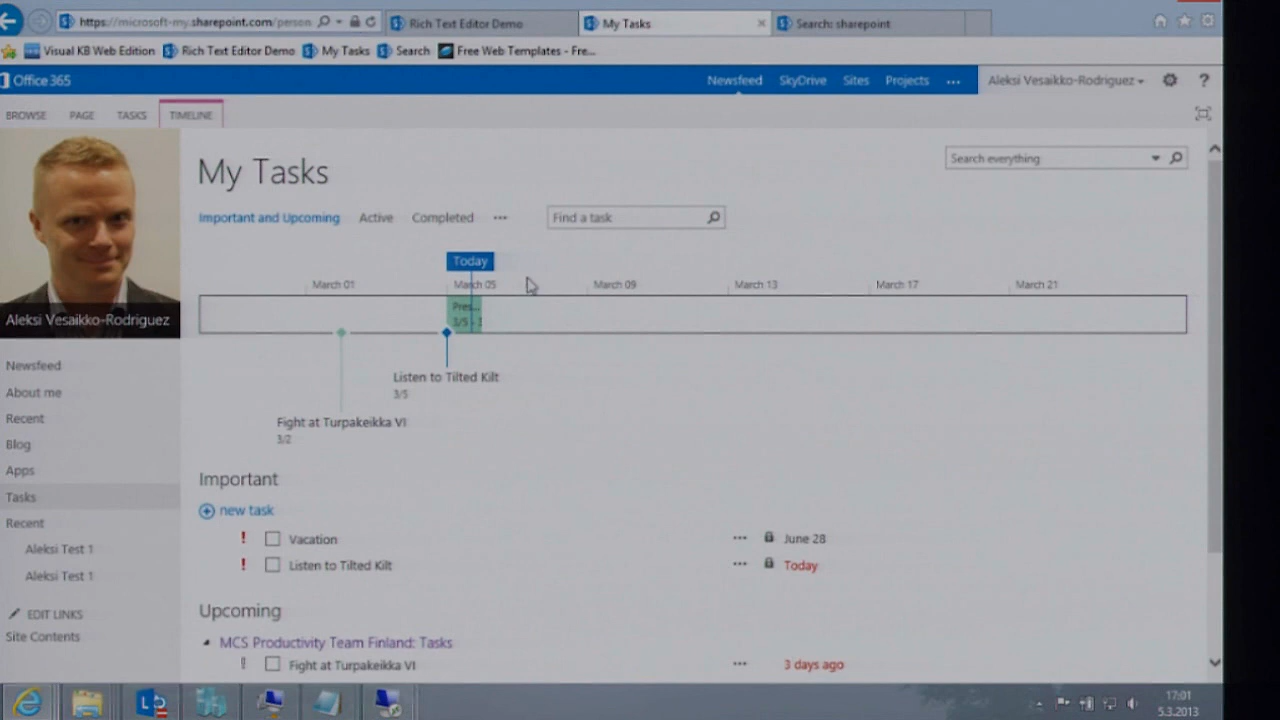 https://microsoft-my.sharepoint.com/person
Rich Text Editor Demo
My Tasks
Search: sharepoint
Visual KB Web Edition
Rich Text Editor Demo
My Tasks
Search
Free Web Templates - Fre...
Office 365
Newsfeed
SkyDrive
Sites
Projects
Aleksi Vesaikko-Rodriguez
?
BROWSE
PAGE
TASKS
TIMELINE
My Tasks
Search everything
Important and Upcoming
Active
Completed
Find a task
Today
March 01
March 05
March 09
March 13
March 17
March 21
Pres...
3/5 - 3
Listen to Tilted Kilt
3/5
Fight at Turpakeikka VI
3/2
Aleksi Vesaikko-Rodriguez
Newsfeed
About me
Recent
Blog
Apps
Tasks
Recent
Aleksi Test 1
Aleksi Test 1
EDIT LINKS
Site Contents
Important
new task
! Vacation ... June 28
! Listen to Tilted Kilt ... Today
Upcoming
MCS Productivity Team Finland: Tasks
! Fight at Turpakeikka VI ... 3 days ago
17:01
5.3.2013